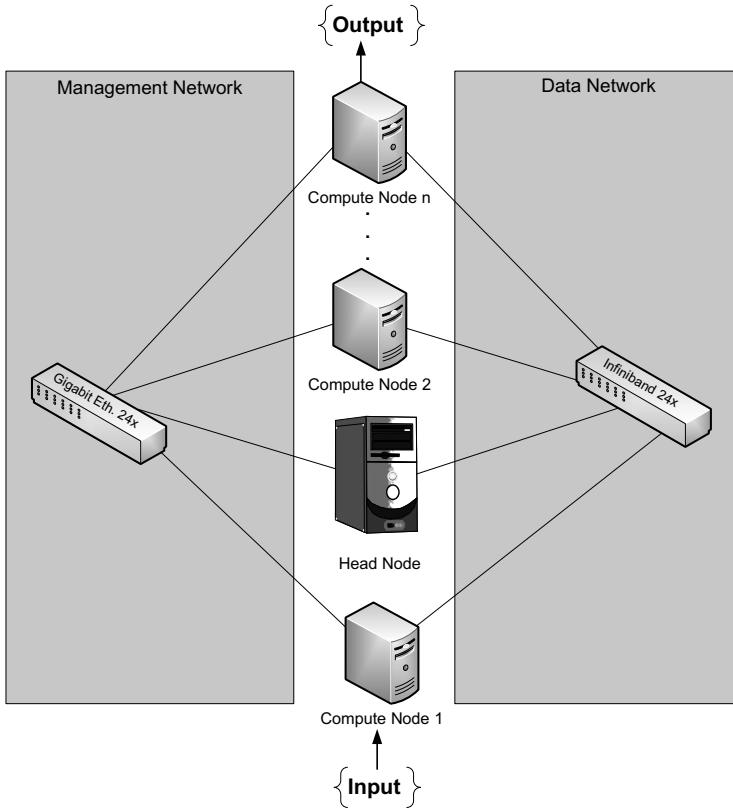 {Output}
Management Network
Data Network
Compute Node n
.
.
.
Compute Node 2
Gigabit Eth. 24x
Infiniband 24x
Head Node
Compute Node 1
{Input}